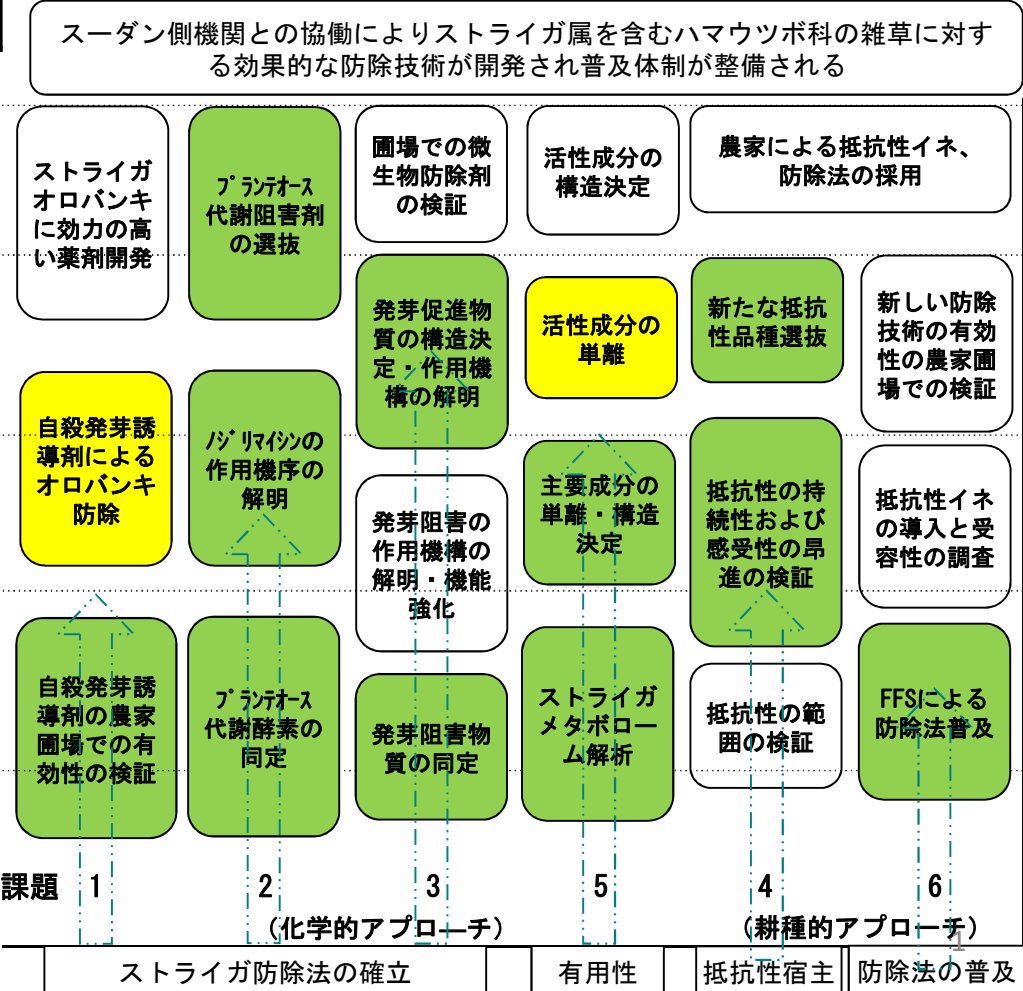 スーダン側機関との協働によりストライガ属を含むハマウツボ科の雑草に対す
る効果的な防除技術が開発され普及体制が整備される
ストライガ
オロバンキ
に効力の高
い薬剤開発
プランテオース
代謝阻害剤
の選抜
圃場での微
生物防除剤
の検証
活性成分の
構造決定
農家による抵抗性イネ、
防除法の採用
発芽促進物
質の構造決
定・作用機
構の解明
活性成分の
単離
新たな抵抗
性品種選抜
新しい防除
技術の有効
性の農家圃
場での検証
自殺発芽誘
導剤による
オロバンキ
防除
ノジリマイシンの
作用機序の
解明
発芽阻害の
作用機構の
解明・機能
強化
主要成分の
単離・構造
決定
抵抗性の持
続性および
感受性の昂
進の検証
抵抗性イネ
の導入と受
容性の調査
自殺発芽誘
導剤の農家
圃場での有
効性の検証
プランテオース
代謝酵素の
同定
発芽阻害物
質の同定
ストライガ
メタボロー
ム解析
抵抗性の範
囲の検証
FFSによる
防除法普及
課題 1 2 3 5 4 6
(化学的アプローチ) (耕種的アプローチ)
1
ストライガ防除法の確立 有用性 抵抗性宿主 防除法の普及